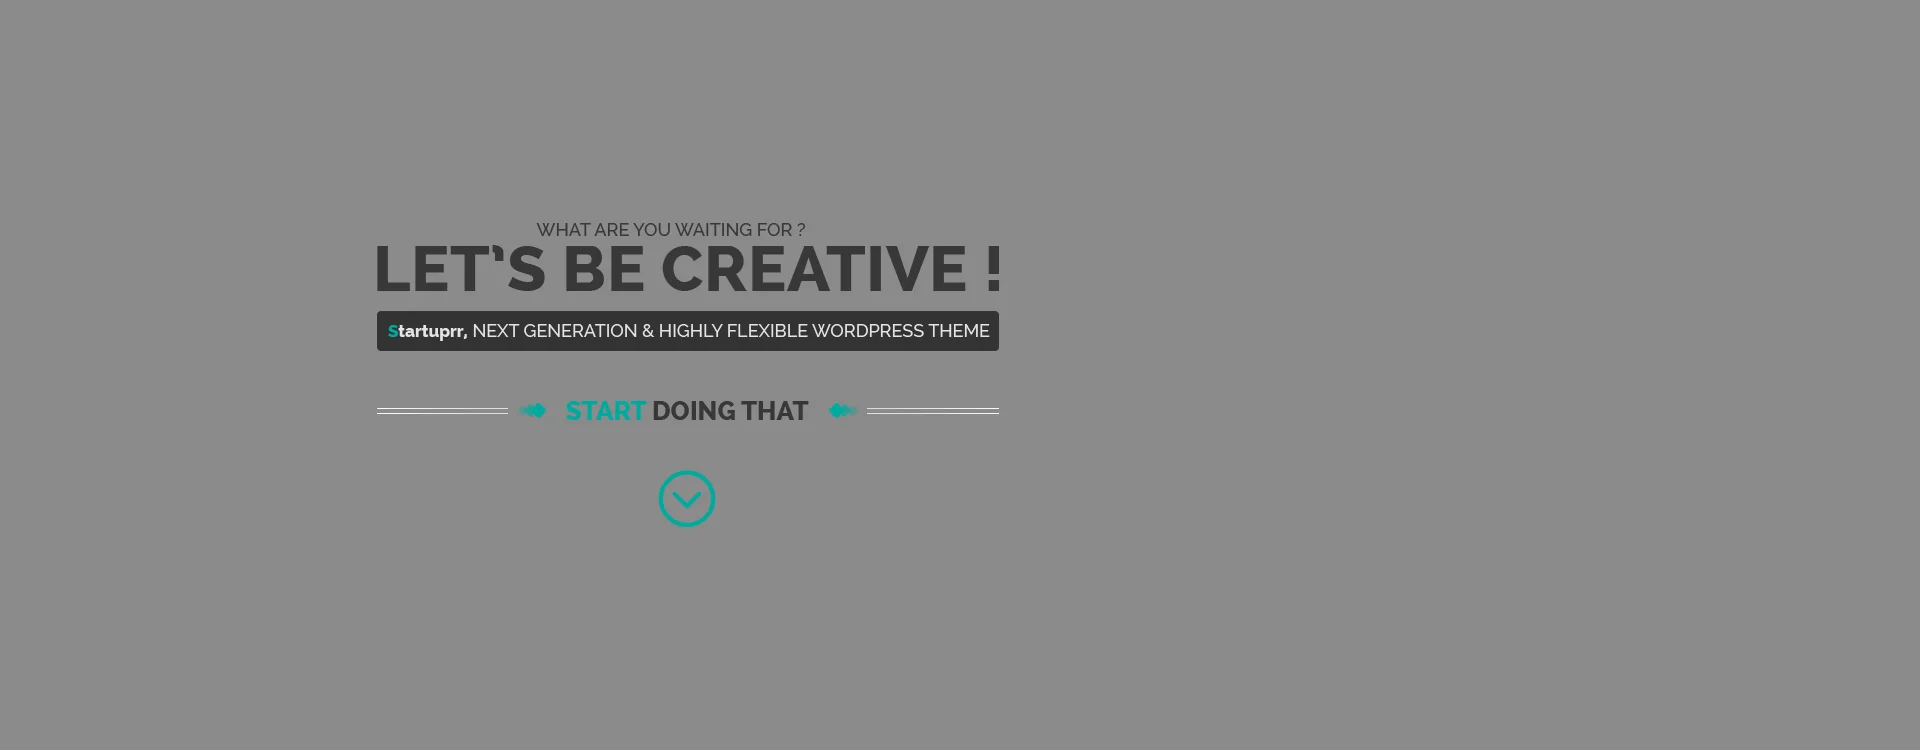 WHAT ARE YOU WAITING FOR ?
LET'S BE CREATIVE !
Startuprr, NEXT GENERATION & HIGHLY FLEXIBLE WORDPRESS THEME
START DOING THAT